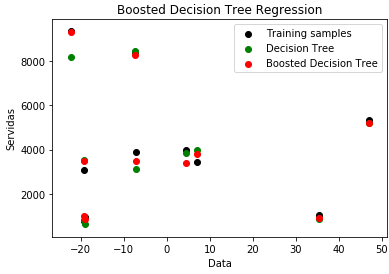 Boosted Decision Tree Regression
Training samples
Decision Tree
Boosted Decision Tree
8000
6000
4000
2000
Servidas
−20 −10 0 10 20 30 40 50
Data